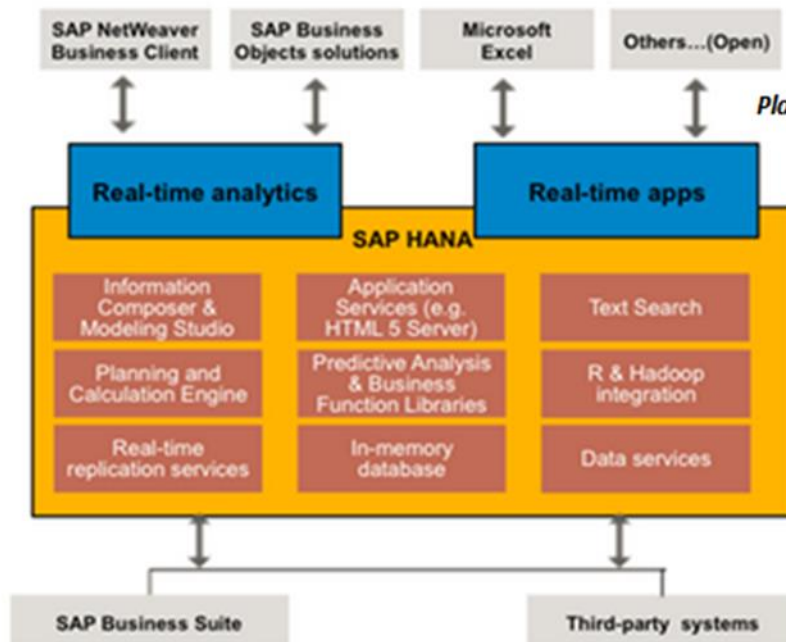 SAP NetWeaver
Business Client
SAP Business
Objects solutions
Microsoft
Excel
Others...(Open)
Real-time analytics
Real-time apps
SAP HANA
Information
Composer &
Modeling Studio
Application
Services (e.g.
HTML 5 Server)
Text Search
Planning and
Calculation Engine
Predictive Analysis
& Business
Function Libraries
R & Hadoop
integration
Real-time
replication services
In-memory
database
Data services
SAP Business Suite
Third-party systems